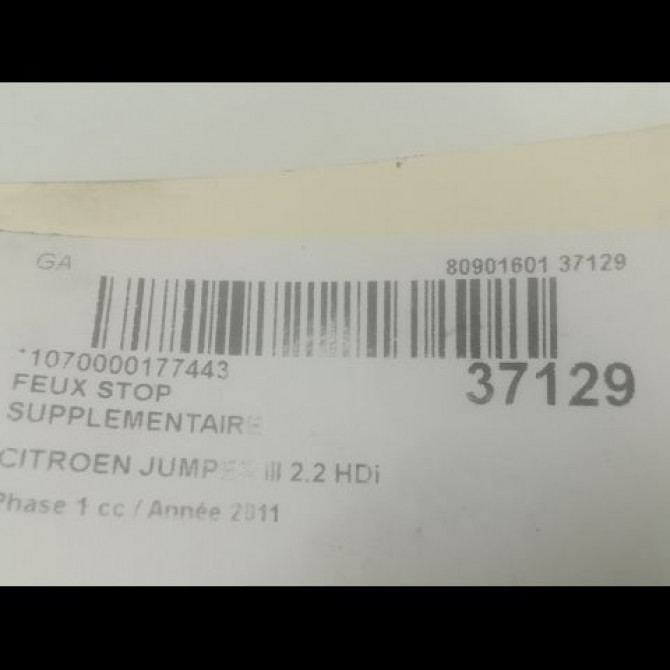 GA
80901601 37129
*1070000177443
37129
FEUX STOP
SUPPLEMENTAIRE
CITROEN JUMPER III 2.2 HDi
Phase 1 cc / Année 2011